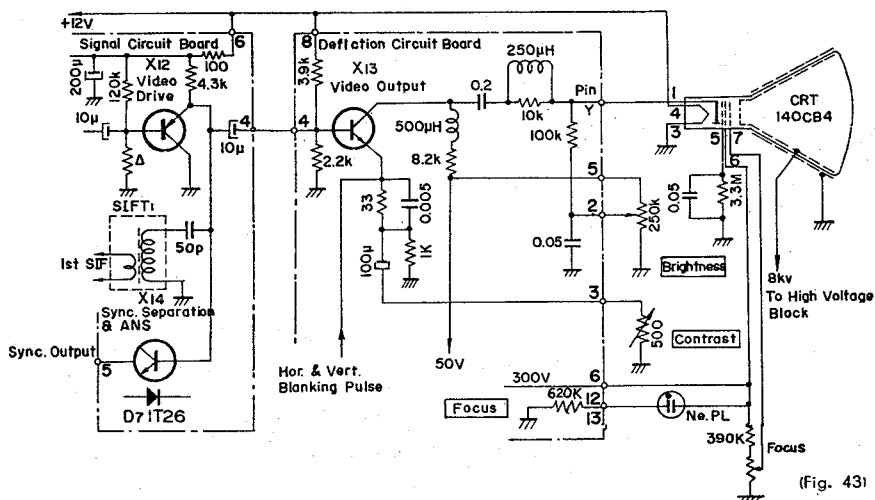 +12V
Signal Circuit Board
6
8
Deflection Circuit Board
250μH
200μ
120k
X12
Video
Drive
100
4.3k
3.9k
X13
Video Output
0.2
10k
Pin
Y
1
4
3
CRT
140CB4
5
7
6
10μ
4
10μ
4
500μH
100k
Δ
2.2k
8.2k
5
0.05
3.3M
SIFT1
33
0.005
2
250k
50p
1st SIF
100μ
1K
0.05
Brightness
8kv
To High Voltage
Block
X14
Sync. Separation
& ANS
3
500
Sync. Output
5
Contrast
Hor. & Vert.
Blanking Pulse
50V
300V
6
D7 1T26
Focus
620K
12
13
Ne.PL
390K
Focus
(Fig. 43)